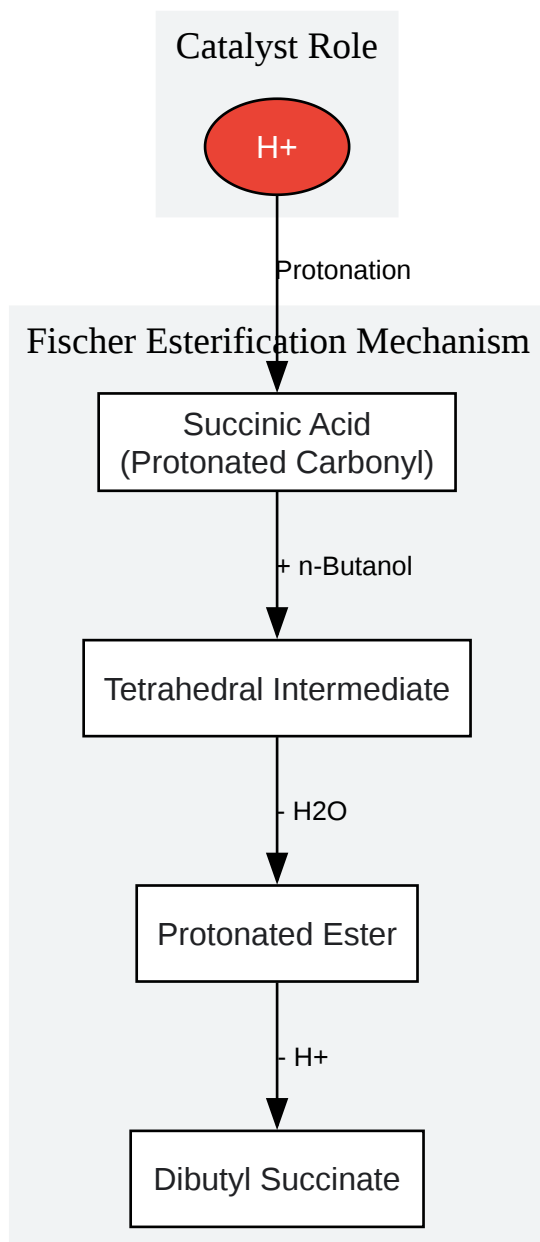 Catalyst Role
H+
Protonation
Fischer Esterification Mechanism
Succinic Acid
(Protonated Carbonyl)
+ n-Butanol
Tetrahedral Intermediate
- H2O
Protonated Ester
- H+
Dibutyl Succinate